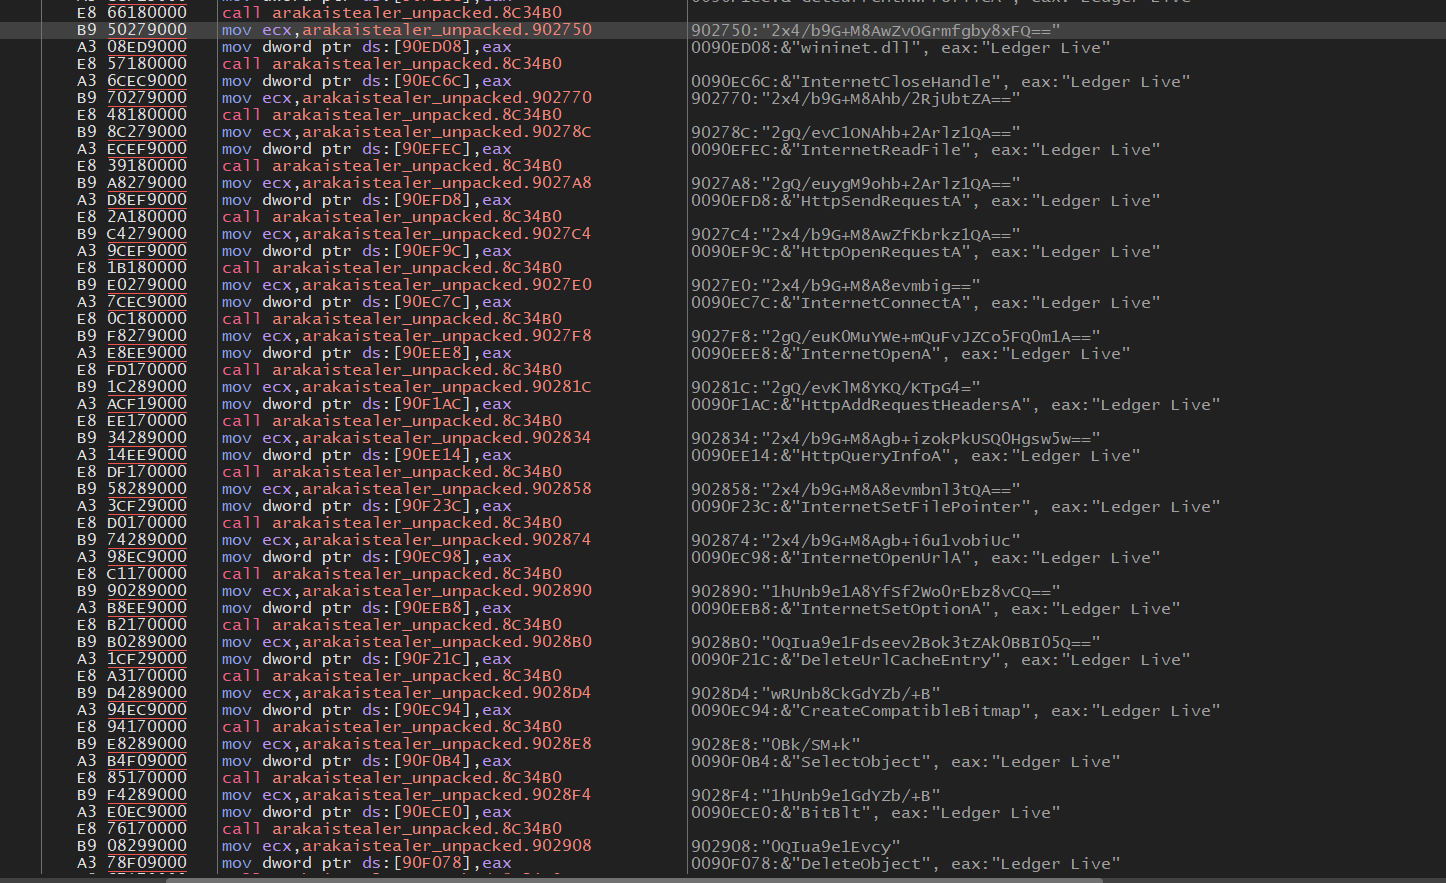 E8 66180000 call arakaistealer_unpacked.8C34B0
B9 50279000 mov ecx,arakaistealer_unpacked.902750 902750:"2x4/b9G+M8AwZvOGrmfgby8xFQ=="
A3 08ED9000 mov dword ptr ds:[90ED08],eax 0090ED08:&"wininet.dll", eax:"Ledger Live"
E8 57180000 call arakaistealer_unpacked.8C34B0
A3 6CEC9000 mov dword ptr ds:[90EC6C],eax 0090EC6C:&"InternetCloseHandle", eax:"Ledger Live"
B9 70279000 mov ecx,arakaistealer_unpacked.902770 902770:"2x4/b9G+M8Ahb/2RjUbtZA=="
E8 48180000 call arakaistealer_unpacked.8C34B0
B9 8C279000 mov ecx,arakaistealer_unpacked.90278C 90278C:"2gQ/evC1ONAhb+2Arlz1QA=="
A3 ECEF9000 mov dword ptr ds:[90EFEC],eax 0090EFEC:&"InternetReadFile", eax:"Ledger Live"
E8 39180000 call arakaistealer_unpacked.8C34B0
B9 A8279000 mov ecx,arakaistealer_unpacked.9027A8 9027A8:"2gQ/euygM9ohb+2Arlz1QA=="
A3 D8EF9000 mov dword ptr ds:[90EFD8],eax 0090EFD8:&"HttpSendRequestA", eax:"Ledger Live"
E8 2A180000 call arakaistealer_unpacked.8C34B0
B9 C4279000 mov ecx,arakaistealer_unpacked.9027C4 9027C4:"2x4/b9G+M8AwZfKbrkz1QA=="
A3 9CEF9000 mov dword ptr ds:[90EF9C],eax 0090EF9C:&"HttpOpenRequestA", eax:"Ledger Live"
E8 1B180000 call arakaistealer_unpacked.8C34B0
B9 E0279000 mov ecx,arakaistealer_unpacked.9027E0 9027E0:"2x4/b9G+M8A8evmbig=="
A3 7CEC9000 mov dword ptr ds:[90EC7C],eax 0090EC7C:&"InternetConnectA", eax:"Ledger Live"
E8 0C180000 call arakaistealer_unpacked.8C34B0
B9 F8279000 mov ecx,arakaistealer_unpacked.9027F8 9027F8:"2gQ/euK0MuYWe+mQuFvJZCo5FQ0m1A=="
A3 E8EE9000 mov dword ptr ds:[90EEE8],eax 0090EEE8:&"InternetOpenA", eax:"Ledger Live"
E8 FD170000 call arakaistealer_unpacked.8C34B0
B9 1C289000 mov ecx,arakaistealer_unpacked.90281C 90281C:"2gQ/evKlM8YKQ/KTpG4="
A3 ACF19000 mov dword ptr ds:[90F1AC],eax 0090F1AC:&"HttpAddRequestHeadersA", eax:"Ledger Live"
E8 EE170000 call arakaistealer_unpacked.8C34B0
B9 34289000 mov ecx,arakaistealer_unpacked.902834 902834:"2x4/b9G+M8Agb+izokPkUSQ0Hgsw5w=="
A3 14EE9000 mov dword ptr ds:[90EE14],eax 0090EE14:&"HttpQueryInfoA", eax:"Ledger Live"
E8 DF170000 call arakaistealer_unpacked.8C34B0
B9 58289000 mov ecx,arakaistealer_unpacked.902858 902858:"2x4/b9G+M8A8evmbnl3tQA=="
A3 3CF29000 mov dword ptr ds:[90F23C],eax 0090F23C:&"InternetSetFilePointer", eax:"Ledger Live"
E8 D0170000 call arakaistealer_unpacked.8C34B0
B9 74289000 mov ecx,arakaistealer_unpacked.902874 902874:"2x4/b9G+M8Agb+i6u1vobiUc"
A3 98EC9000 mov dword ptr ds:[90EC98],eax 0090EC98:&"InternetOpenUrlA", eax:"Ledger Live"
E8 C1170000 call arakaistealer_unpacked.8C34B0
B9 90289000 mov ecx,arakaistealer_unpacked.902890 902890:"1hUnb9e1A8YfSf2Wo0rEbz8vCQ=="
A3 B8EE9000 mov dword ptr ds:[90EEB8],eax 0090EEB8:&"InternetSetOptionA", eax:"Ledger Live"
E8 B2170000 call arakaistealer_unpacked.8C34B0
B9 B0289000 mov ecx,arakaistealer_unpacked.9028B0 9028B0:"0QIua9e1Fdseev2Bok3tZAk0BBI05Q=="
A3 1CF29000 mov dword ptr ds:[90F21C],eax 0090F21C:&"DeleteUrlCacheEntry", eax:"Ledger Live"
E8 A3170000 call arakaistealer_unpacked.8C34B0
B9 D4289000 mov ecx,arakaistealer_unpacked.9028D4 9028D4:"wRUnb8CkGdYZb/+B"
A3 94EC9000 mov dword ptr ds:[90EC94],eax 0090EC94:&"CreateCompatibleBitmap", eax:"Ledger Live"
E8 94170000 call arakaistealer_unpacked.8C34B0
B9 E8289000 mov ecx,arakaistealer_unpacked.9028E8 9028E8:"0Bk/SM+k"
A3 B4F09000 mov dword ptr ds:[90F0B4],eax 0090F0B4:&"SelectObject", eax:"Ledger Live"
E8 85170000 call arakaistealer_unpacked.8C34B0
B9 F4289000 mov ecx,arakaistealer_unpacked.9028F4 9028F4:"1hUnb9e1GdYZb/+B"
A3 E0EC9000 mov dword ptr ds:[90ECE0],eax 0090ECE0:&"BitBlt", eax:"Ledger Live"
E8 76170000 call arakaistealer_unpacked.8C34B0
B9 08299000 mov ecx,arakaistealer_unpacked.902908 902908:"0QIua9e1Evcy"
A3 78F09000 mov dword ptr ds:[90F078],eax 0090F078:&"DeleteObject", eax:"Ledger Live"